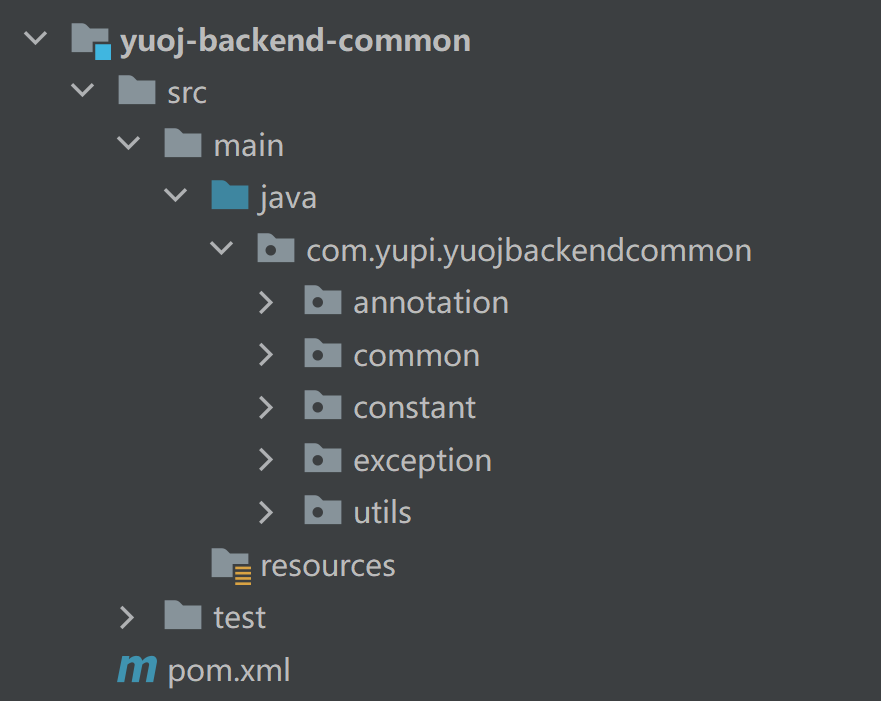 yuoj-backend-common
src
main
java
com.yupi.yuojbackendcommon
annotation
common
constant
exception
utils
resources
test
pom.xml